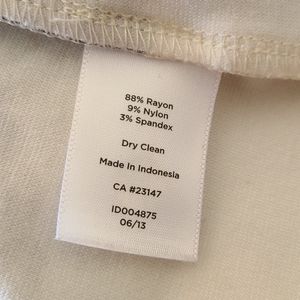 88% Rayon
9% Nylon
3% Spandex
Dry Clean
Made in Indonesia
CA #23147
ID004875
06/13